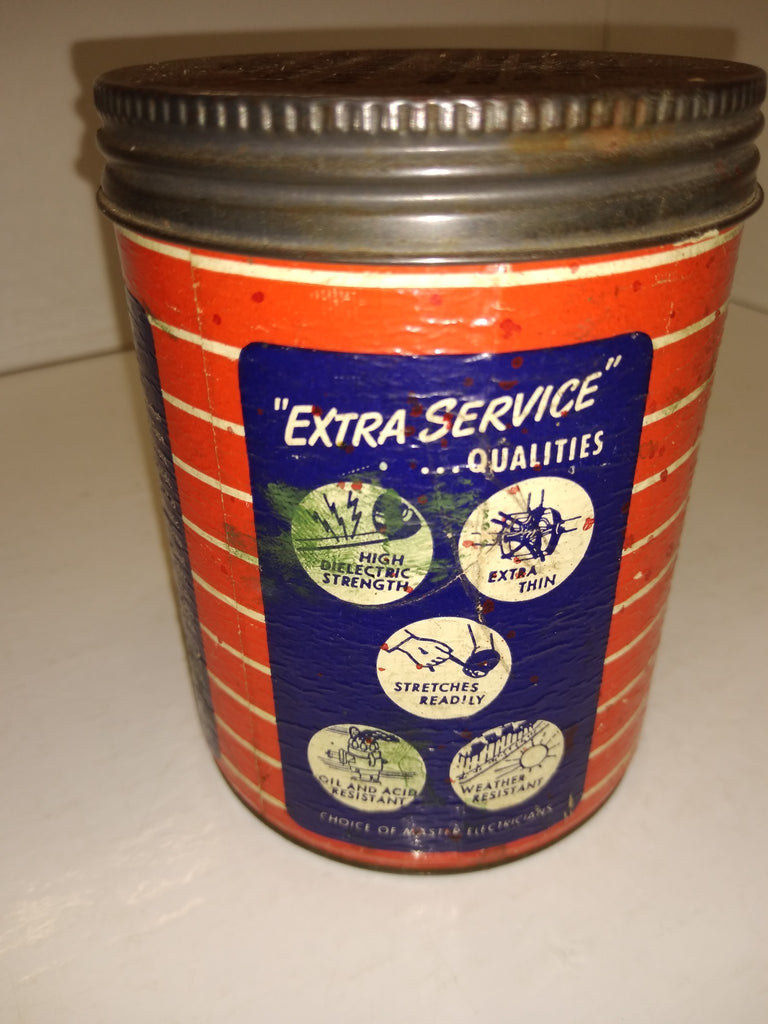 "EXTRA SERVICE"
...QUALITIES
HIGH
DIELECTRIC
STRENGTH
EXTRA
THIN
STRETCHES
READILY
OIL AND ACID
RESISTANT
WEATHER
RESISTANT
CHOICE OF MASTER ELECTRICIANS